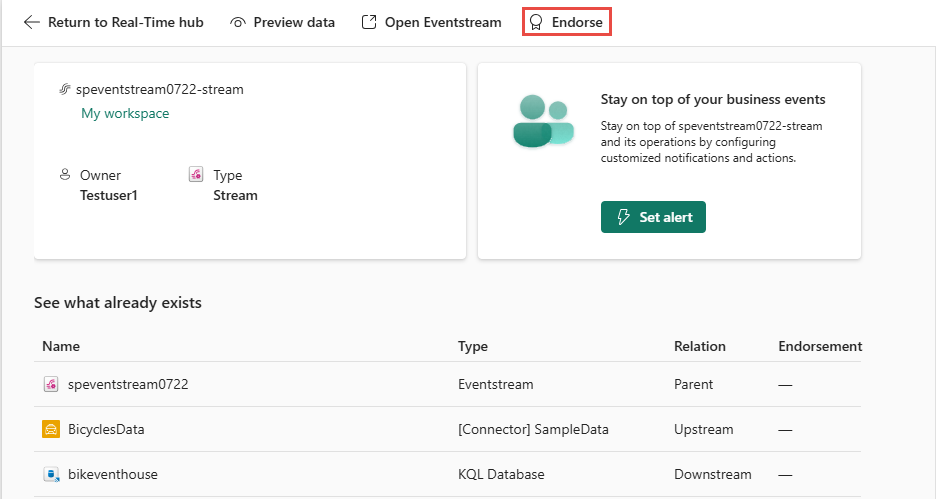 Return to Real-Time hub Preview data Open Eventstream Endorse
speventstream0722-stream
My workspace
Owner Type
Testuser1 Stream
Stay on top of your business events
Stay on top of speventstream0722-stream
and its operations by configuring
customized notifications and actions.
Set alert
See what already exists
Name Type Relation Endorsement
speventstream0722 Eventstream Parent —
BicyclesData [Connector] SampleData Upstream —
bikeventhouse KQL Database Downstream —